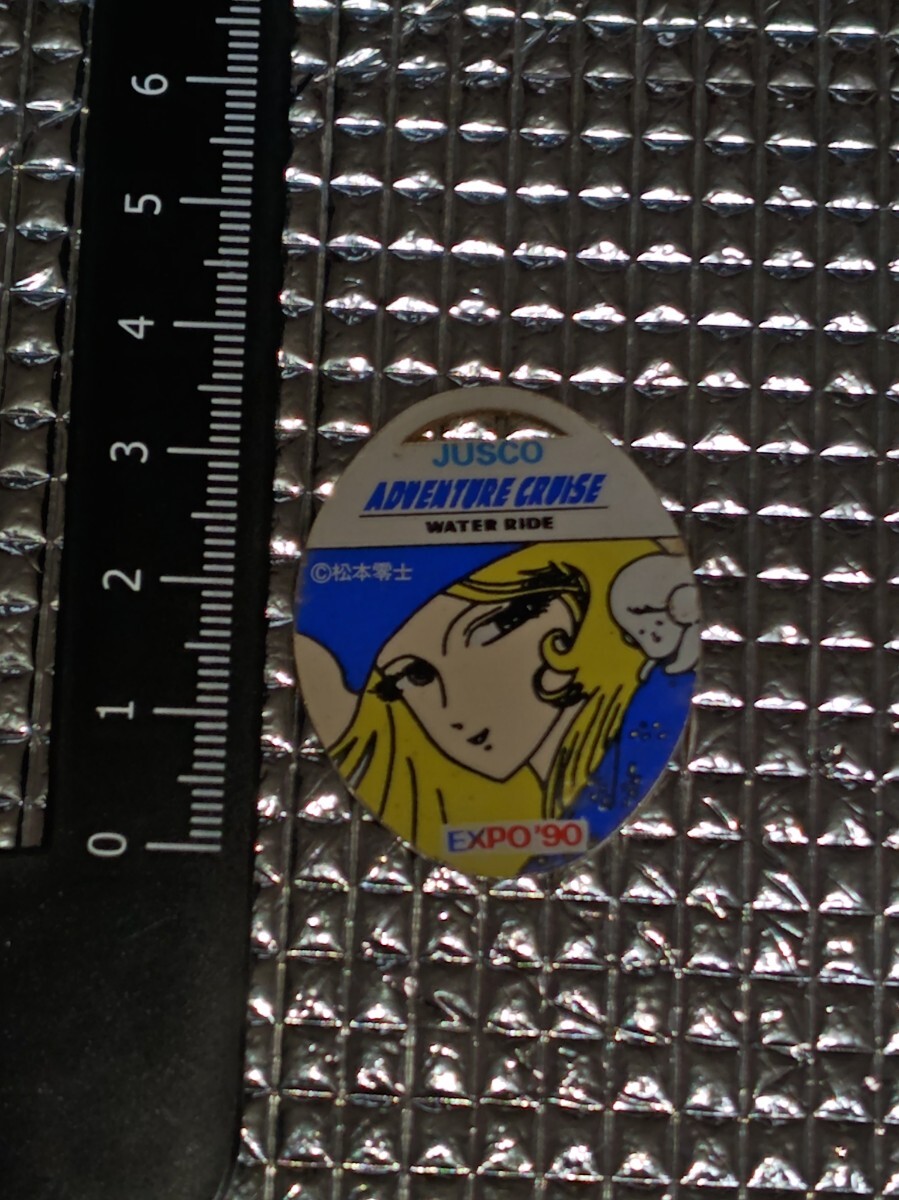 6
5
4
3
2
1
0
JUSCO
ADVENTURE CRUISE
WATER RIDE
©松本零士
EXPO '90